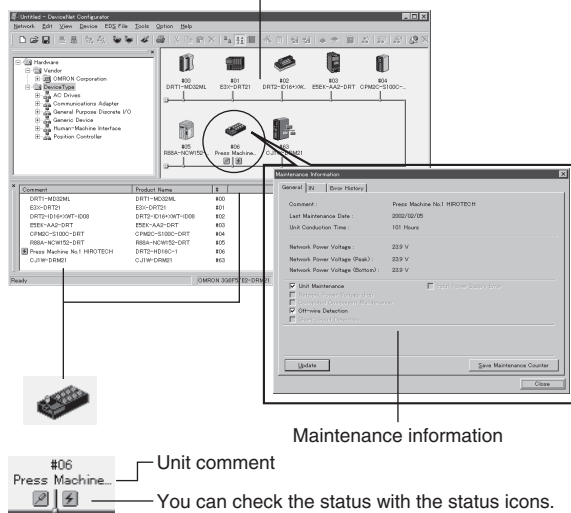 Untitled - DeviceNet Configurator
Network Edit View Device EDS File Tools Option Help
Hardware
Vendor
OMRON Corporation
DeviceType
AC Drives
Communications Adapter
General Purpose Discrete I/O
Generic Device
Human-Machine Interface
Position Controller
#00 #01 #02 #03 #04
DRT1-MD32ML E3X-DRT21 DRT2-ID16+XW.. E5EK-AA2-DRT CPM2C-S100C-...
#05 #06 #63
R88A-NCW152- Press Machine... CJ1W-DRM21
Comment Product Name #
DRT1-MD32ML DRT1-MD32ML #00
E3X-DRT21 E3X-DRT21 #01
DRT2-ID16+XWT-ID08 DRT2-ID16+XWT-ID08 #02
E5EK-AA2-DRT E5EK-AA2-DRT #03
CPM2C-S100C-DRT CPM2C-S100C-DRT #04
R88A-NCW152-DRT R88A-NCW152-DRT #05
Press Machine No.1 HIROTECH DRT2-HD16C-1 #06
CJ1W-DRM21 CJ1W-DRM21 #63
Ready
Maintenance Information
General IN Error History
Comment : Press Machine No.1 HIROTECH
Last Maintenance Date : 2002/02/05
Unit Conduction Time : 101 Hours
Network Power Voltage : 23.9 V
Network Power Voltage (Peak) : 23.9 V
Network Power Voltage (Bottom) : 23.9 V
Unit Maintenance
Off-wire Detection
Update Save Maintenance Counter
Close
Maintenance information
#06
Press Machine...
Unit comment
You can check the status with the status icons.